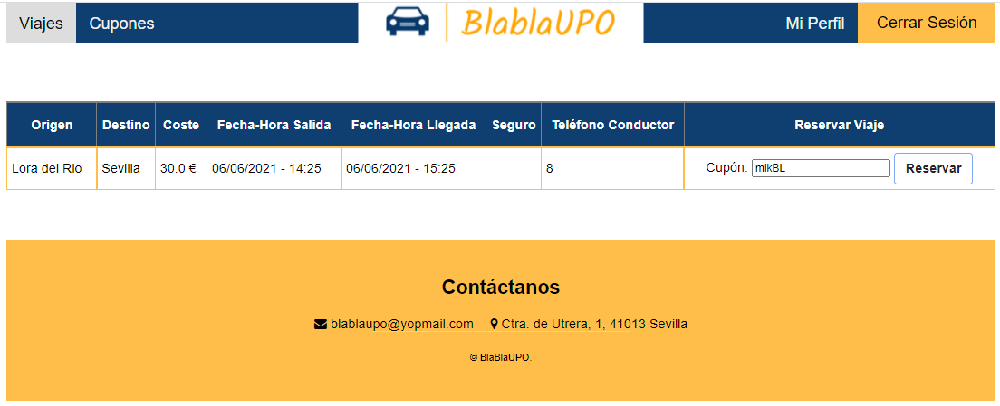 Viajes Cupones BlablaUPO Mi Perfil Cerrar Sesión
Origen Destino Coste Fecha-Hora Salida Fecha-Hora Llegada Seguro Teléfono Conductor Reservar Viaje
Lora del Rio Sevilla 30.0 € 06/06/2021 - 14:25 06/06/2021 - 15:25 8 Cupón: mlkBL Reservar
Contáctanos
blablaupo@yopmail.com Ctra. de Utrera, 1, 41013 Sevilla
© BlaBlaUPO.